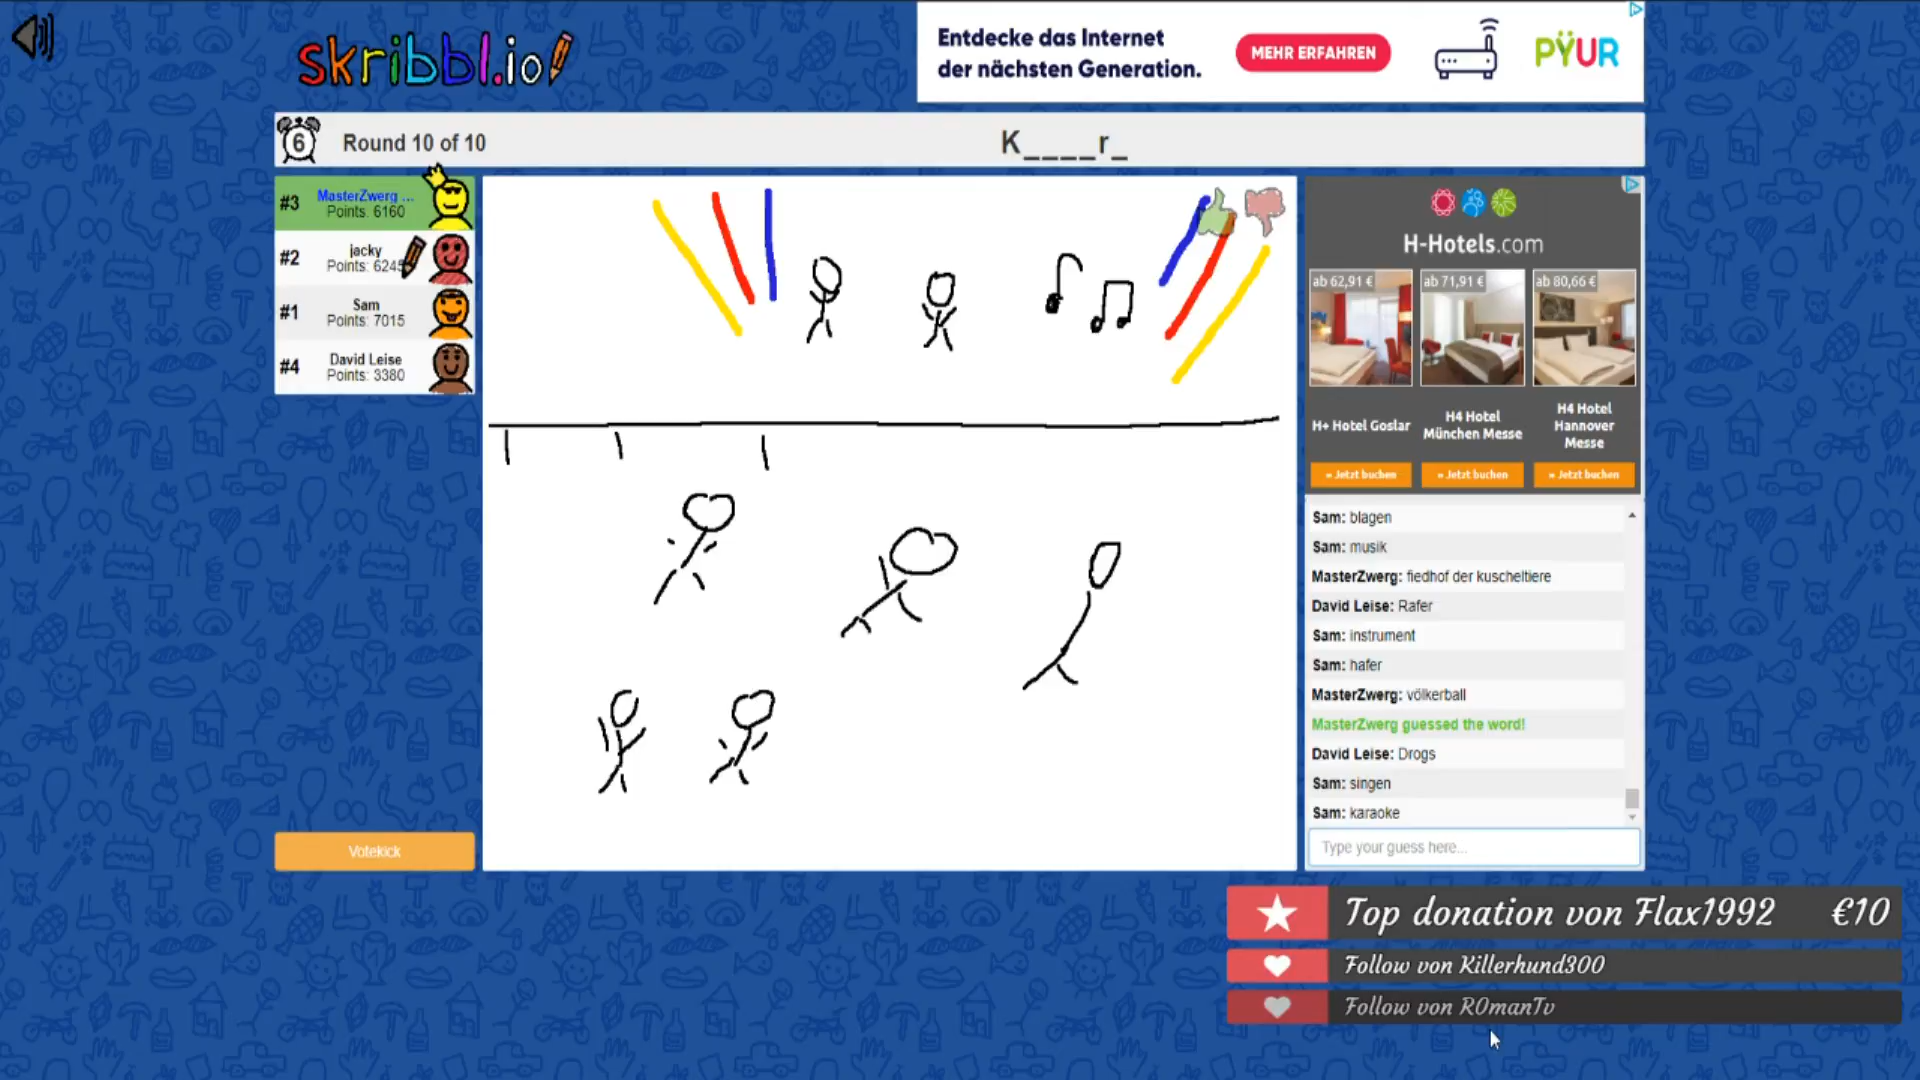 skribbl.io
Entdecke das Internet
der nächsten Generation.
MEHR ERFAHREN
PŸUR
6
Round 10 of 10
K____r_
#3
MasterZwerg ...
Points: 6160
#2
jacky
Points: 6245
#1
Sam
Points: 7015
#4
David Leise
Points: 3380
Votekick
H-Hotels.com
ab 62,91 €
ab 71,91 €
ab 80,66 €
H+ Hotel Goslar
H4 Hotel
München Messe
H4 Hotel
Hannover
Messe
» Jetzt buchen
» Jetzt buchen
» Jetzt buchen
Sam: blagen
Sam: musik
MasterZwerg: fiedhof der kuscheltiere
David Leise: Rafer
Sam: instrument
Sam: hafer
MasterZwerg: völkerball
MasterZwerg guessed the word!
David Leise: Drogs
Sam: singen
Sam: karaoke
Type your guess here...
Top donation von Flax1992 €10
Follow von Killerhund300
Follow von R0manTv